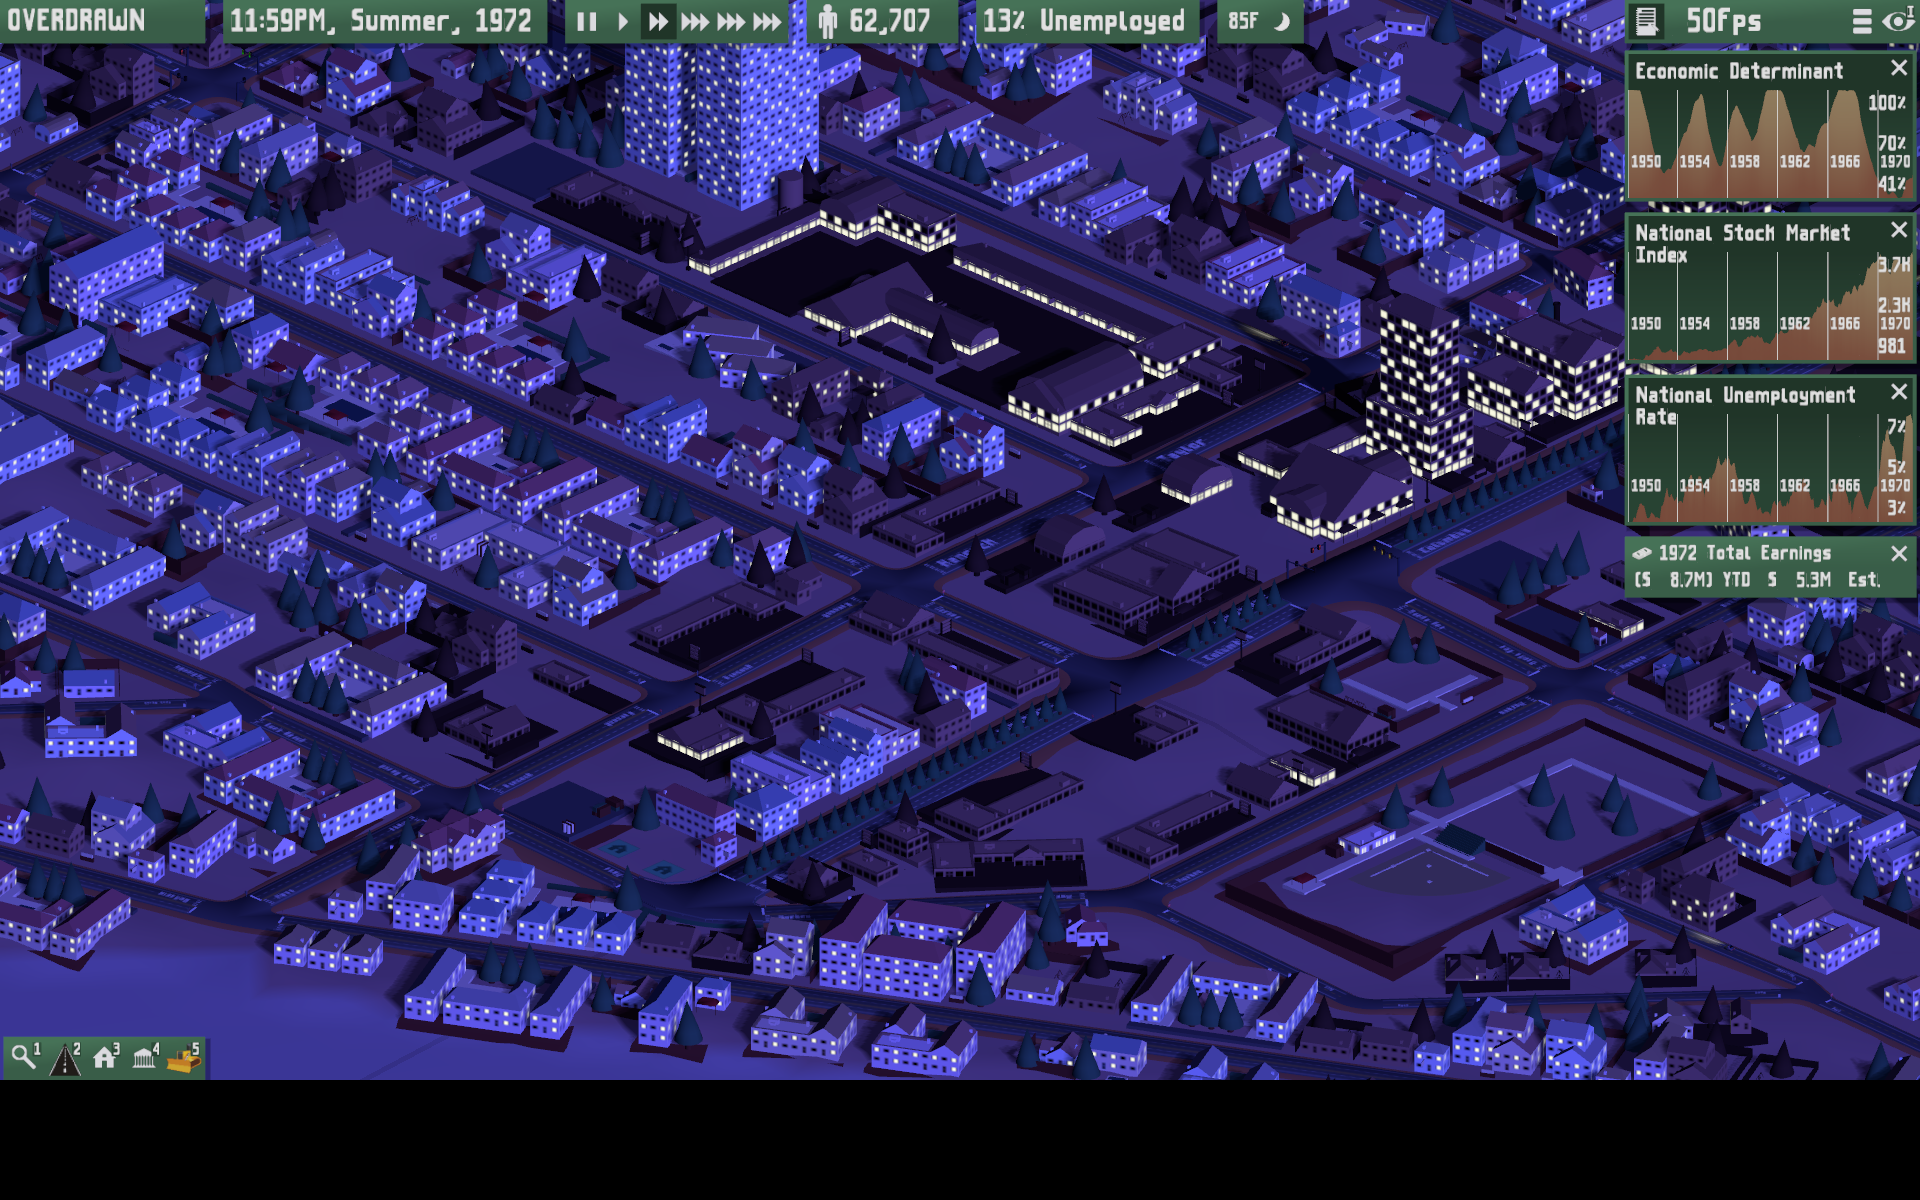 OVERDRAWN
11:59PM, Summer, 1972
62,707
13% Unemployed
85F
50Fps
1
Economic Determinant
100%
70%
1950 1954 1958 1962 1966 1970
41%
National Stock Market
Index
3.7K
2.3K
1950 1954 1958 1962 1966 1970
981
National Unemployment
Rate
7%
5%
1950 1954 1958 1962 1966 1970
3%
1972 Total Earnings
($ 8.7M) YTD $ 5.3M Est.
1 2 3 4 5